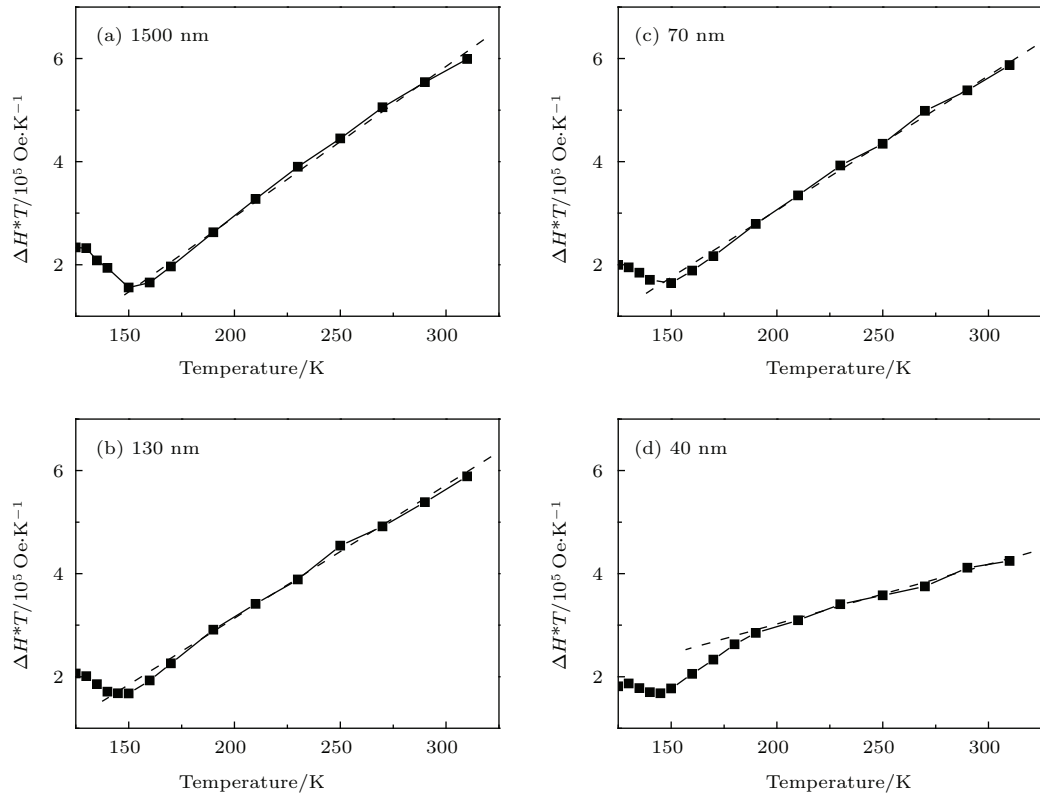 (a) 1500 nm
6
4
2
ΔH*T/10⁵ Oe·K⁻¹
150 200 250 300
Temperature/K
(c) 70 nm
6
4
2
ΔH*T/10⁵ Oe·K⁻¹
150 200 250 300
Temperature/K
(b) 130 nm
6
4
2
ΔH*T/10⁵ Oe·K⁻¹
150 200 250 300
Temperature/K
(d) 40 nm
6
4
2
ΔH*T/10⁵ Oe·K⁻¹
150 200 250 300
Temperature/K